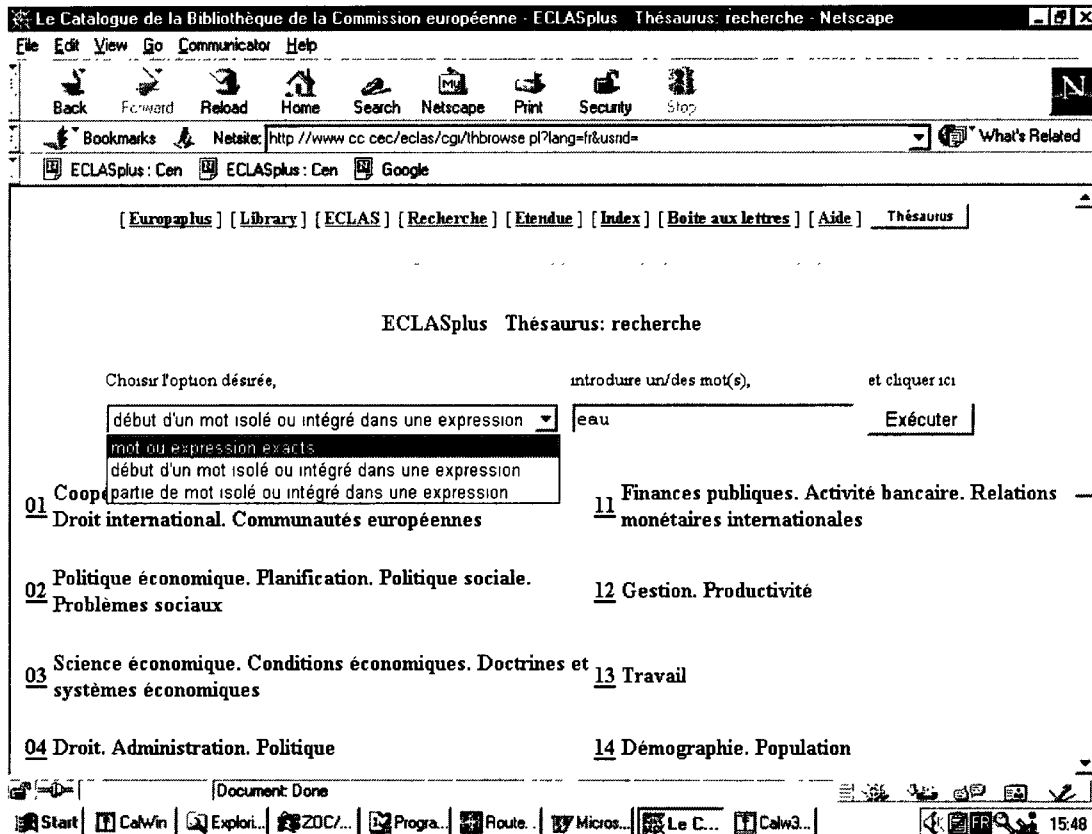 Le Catalogue de la Bibliothèque de la Commission européenne - ECLASplus Thésaurus: recherche - Netscape
File Edit View Go Communicator Help
Back Forward Reload Home Search Netscape Print Security Stop
Bookmarks Netsite: http //www cc cec/eclas/cgi/thbrowse pl?lang=fr&usrid= What's Related
ECLASplus : Cen ECLASplus : Cen Google
[ Europaplus ] [ Library ] [ ECLAS ] [ Recherche ] [ Etendue ] [ Index ] [ Boite aux lettres ] [ Aide ] Thésaurus
ECLASplus Thésaurus: recherche
Choisir l'option désirée, introduire un/des mot(s), et cliquer ici
début d'un mot isolé ou intégré dans une expression eau Exécuter
mot ou expression exacts
début d'un mot isolé ou intégré dans une expression
partie de mot isolé ou intégré dans une expression
01 Droit international. Communautés européennes
11 Finances publiques. Activité bancaire. Relations
monétaires internationales
02 Politique économique. Planification. Politique sociale.
Problèmes sociaux
12 Gestion. Productivité
03 Science économique. Conditions économiques. Doctrines et
systèmes économiques
13 Travail
04 Droit. Administration. Politique
14 Démographie. Population
Document: Done
Start CalWin Explori... ZOC/... Progra... Route... Micros... Le C... Calw3... 15:48